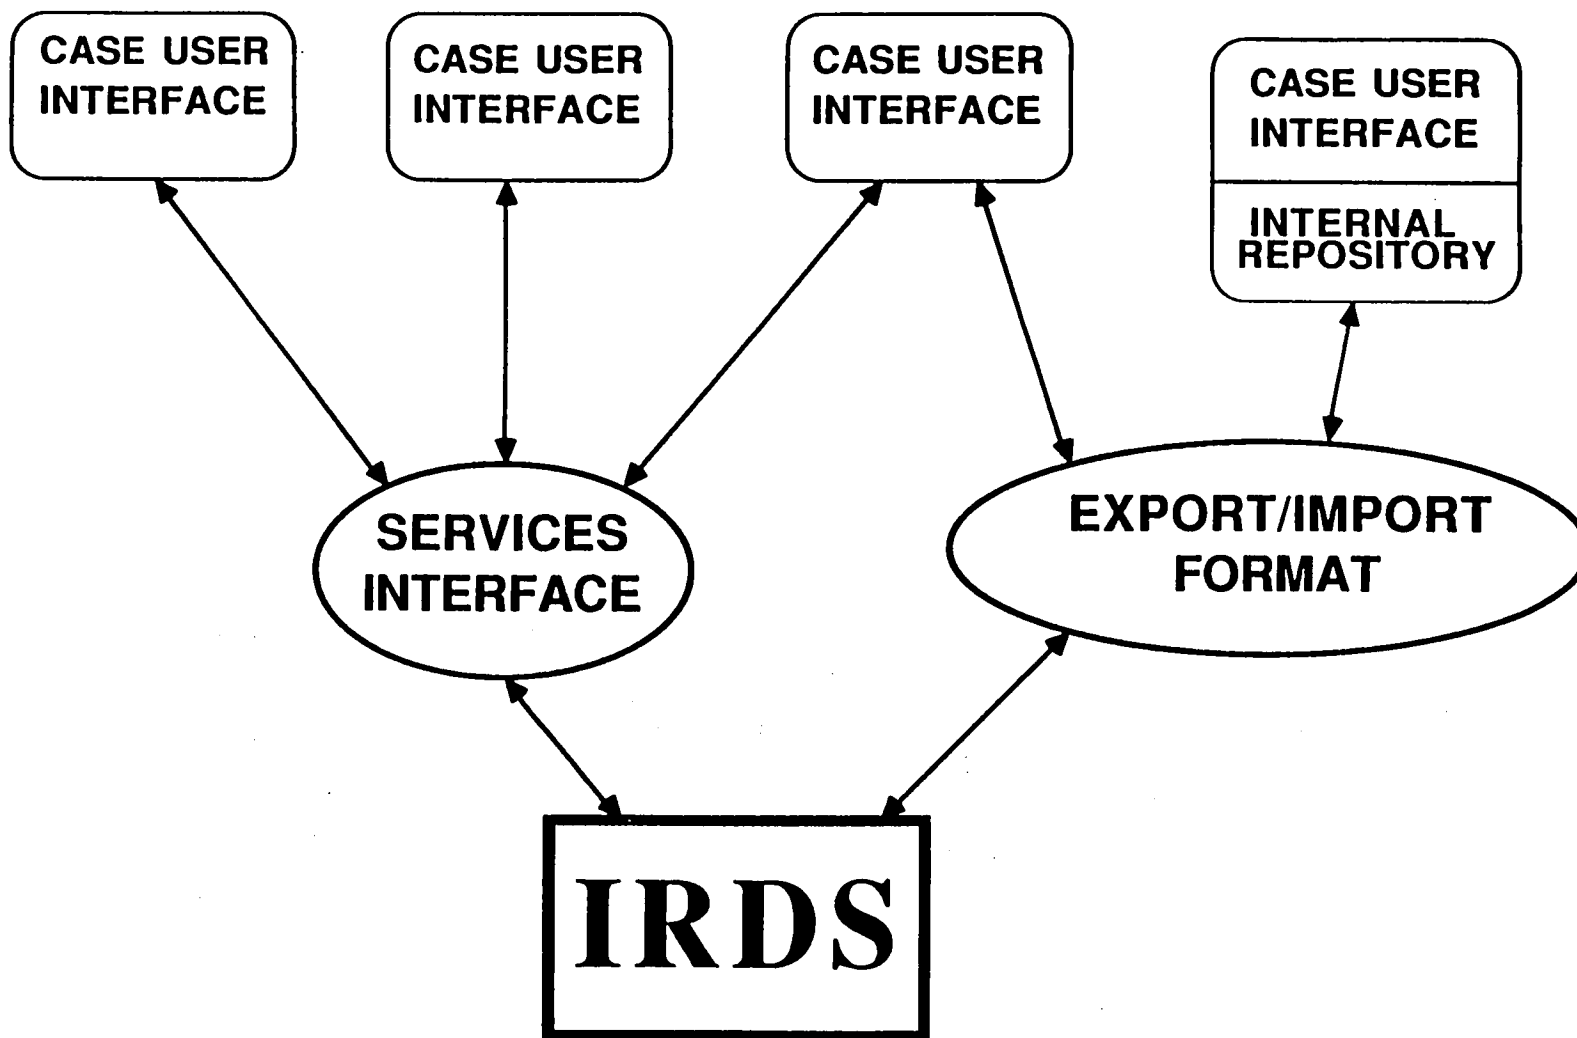 CASE USER
INTERFACE
CASE USER
INTERFACE
CASE USER
INTERFACE
CASE USER
INTERFACE
INTERNAL
REPOSITORY
SERVICES
INTERFACE
EXPORT/IMPORT
FORMAT
IRDS